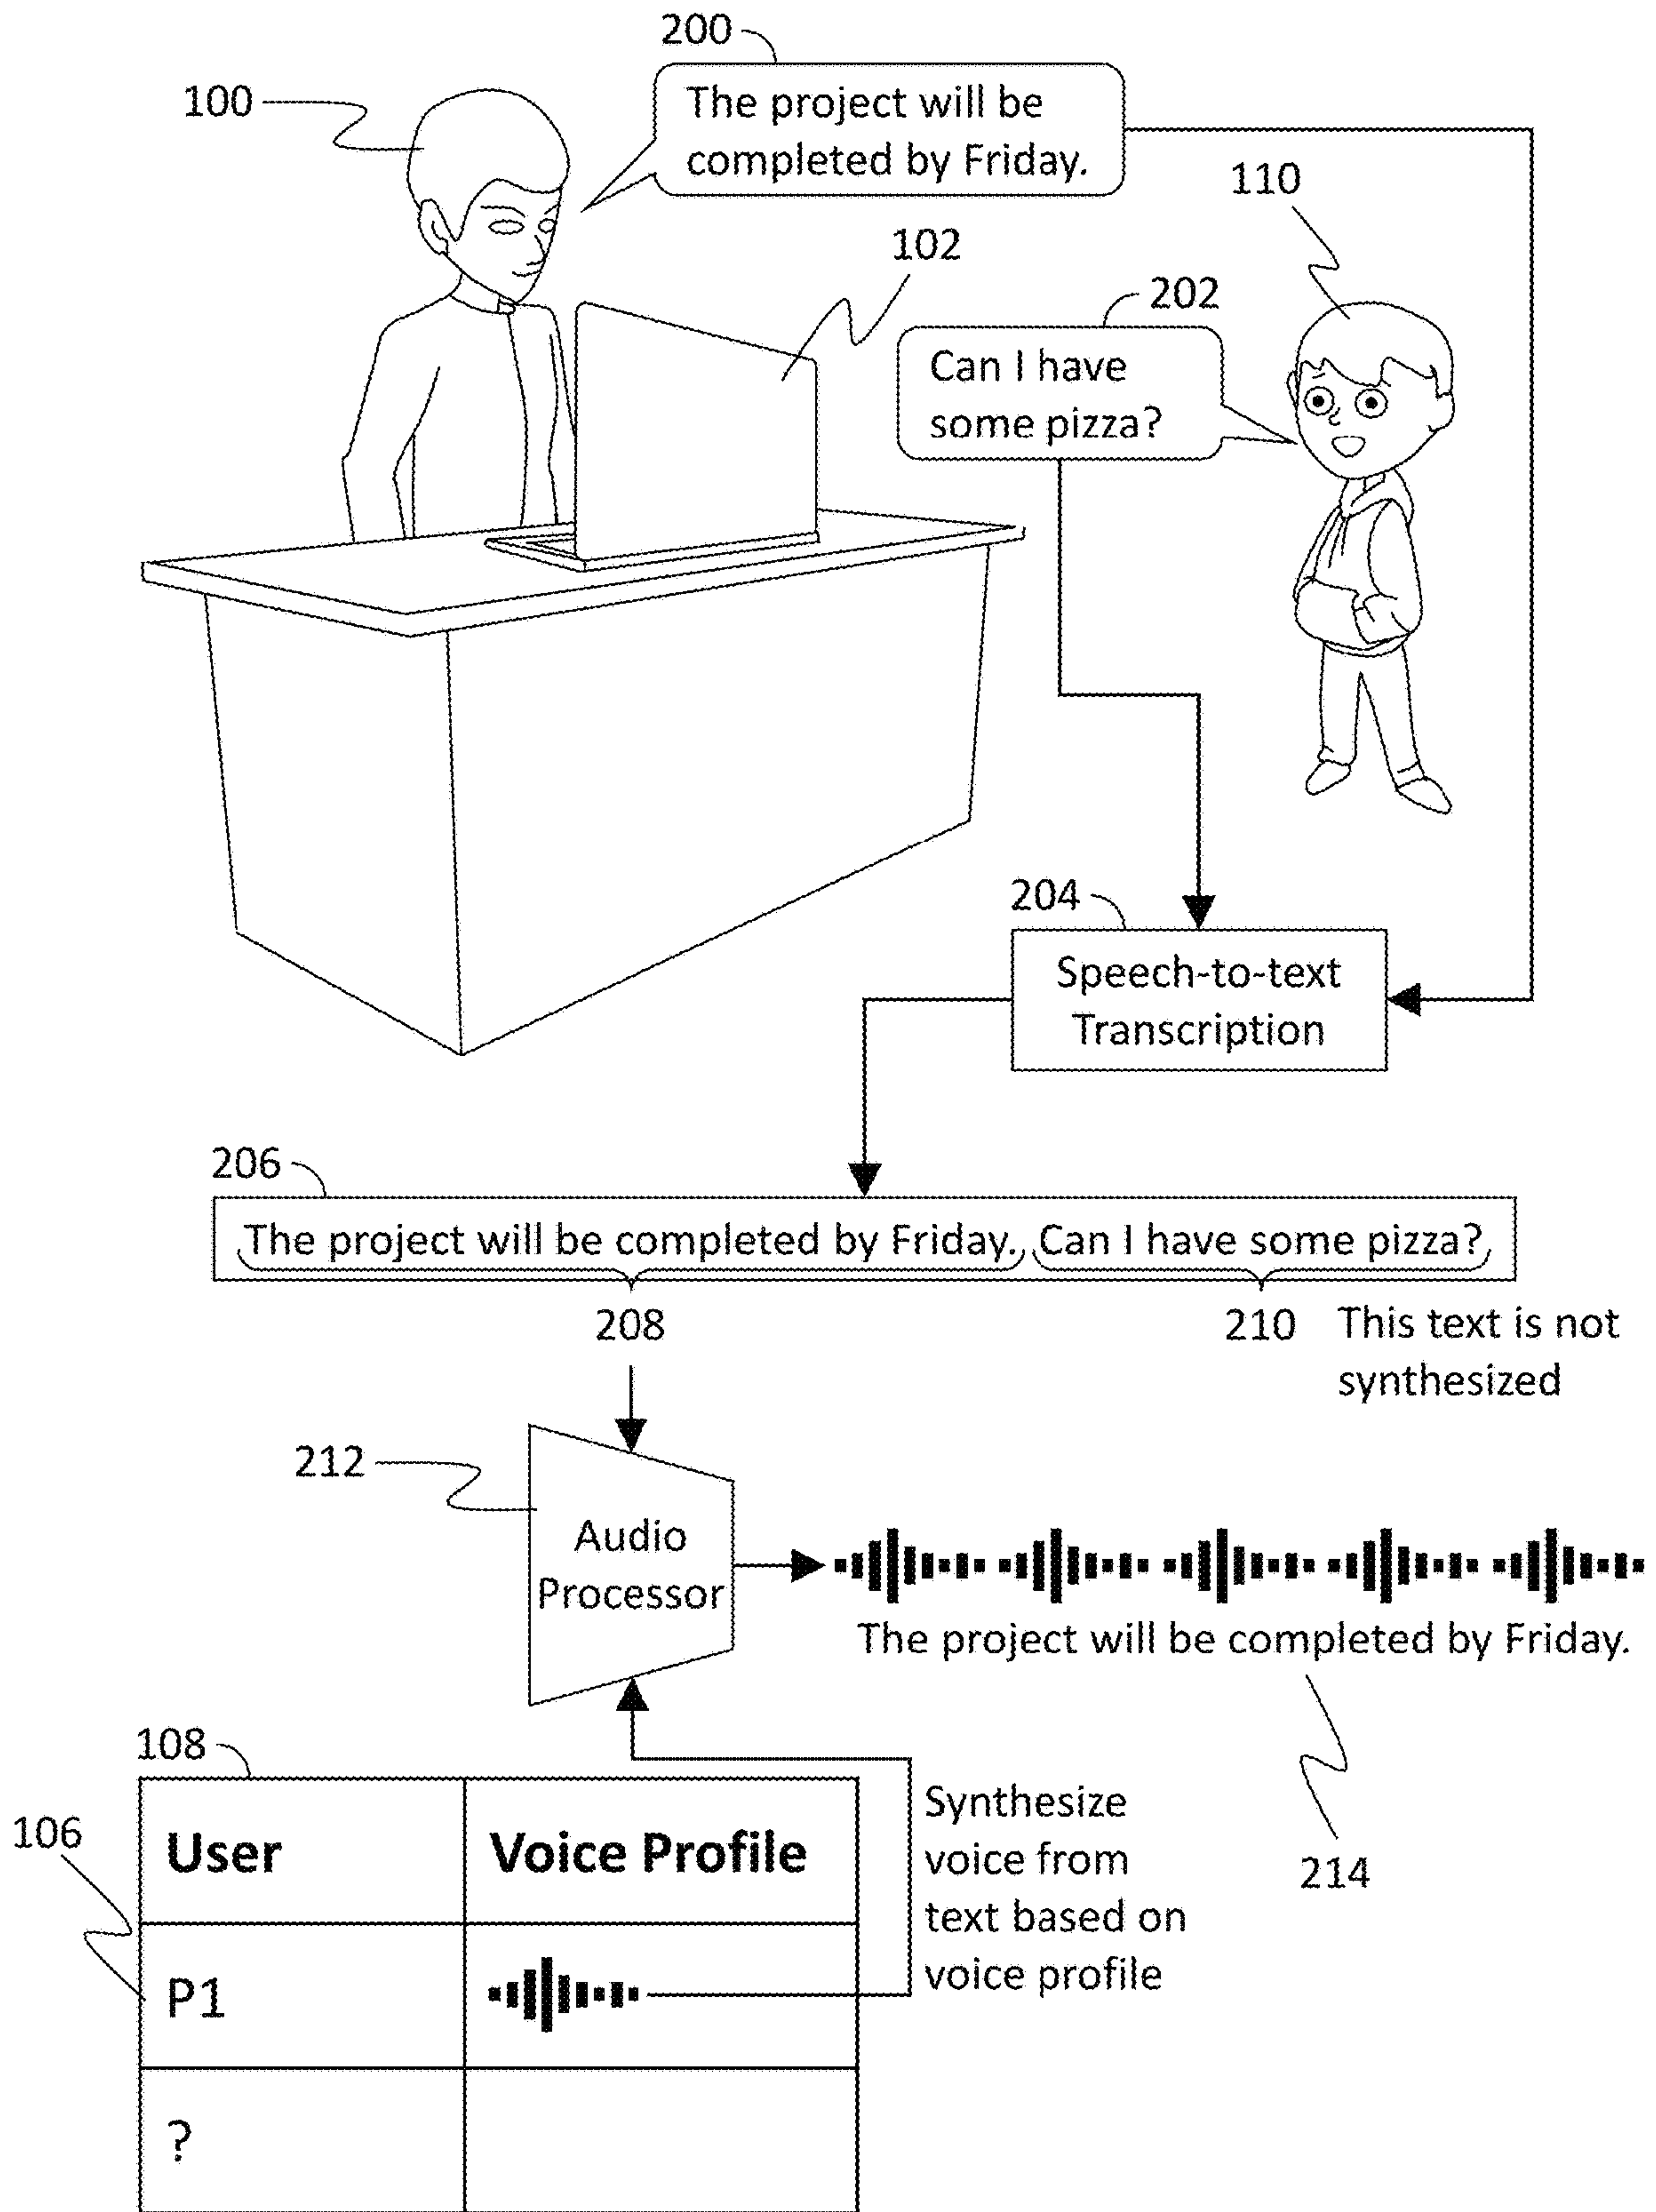 200
The project will be
completed by Friday.
100
110
102
202
Can I have
some pizza?
204
Speech-to-text
Transcription
206
The project will be completed by Friday. Can I have some pizza?
208
210
This text is not
synthesized
212
Audio
Processor
The project will be completed by Friday.
214
108
106
User
Voice Profile
P1
?
Synthesize
voice from
text based on
voice profile